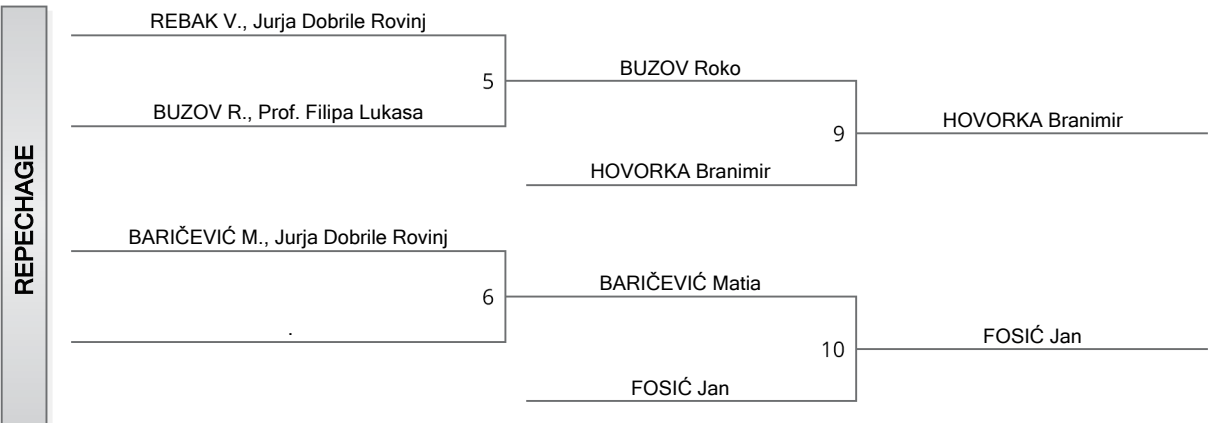 REPECHAGE
REBAK V., Jurja Dobrile Rovinj
5
BUZOV R., Prof. Filipa Lukasa
BUZOV Roko
9
HOVORKA Branimir
HOVORKA Branimir
BARIČEVIĆ M., Jurja Dobrile Rovinj
6
.
BARIČEVIĆ Matia
10
FOSIĆ Jan
FOSIĆ Jan